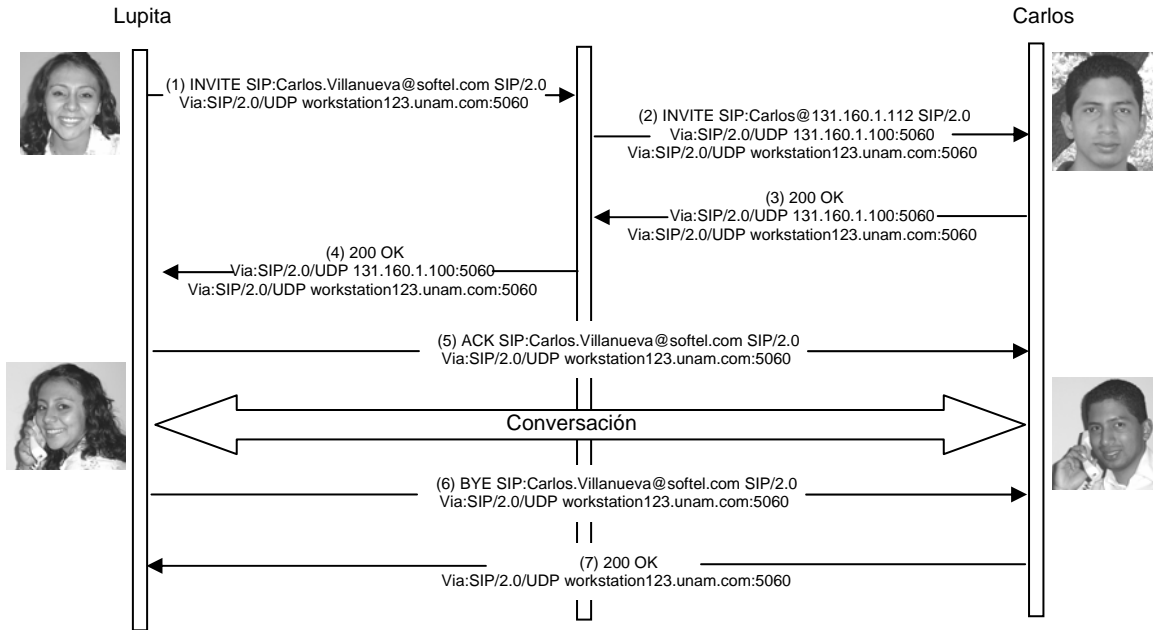 Lupita
Carlos
(1) INVITE SIP:Carlos.Villanueva@softel.com SIP/2.0
Via:SIP/2.0/UDP workstation123.unam.com:5060
(2) INVITE SIP:Carlos@131.160.1.112 SIP/2.0
Via:SIP/2.0/UDP 131.160.1.100:5060
Via:SIP/2.0/UDP workstation123.unam.com:5060
(3) 200 OK
Via:SIP/2.0/UDP 131.160.1.100:5060
Via:SIP/2.0/UDP workstation123.unam.com:5060
(4) 200 OK
Via:SIP/2.0/UDP 131.160.1.100:5060
Via:SIP/2.0/UDP workstation123.unam.com:5060
(5) ACK SIP:Carlos.Villanueva@softel.com SIP/2.0
Via:SIP/2.0/UDP workstation123.unam.com:5060
Conversación
(6) BYE SIP:Carlos.Villanueva@softel.com SIP/2.0
Via:SIP/2.0/UDP workstation123.unam.com:5060
(7) 200 OK
Via:SIP/2.0/UDP workstation123.unam.com:5060